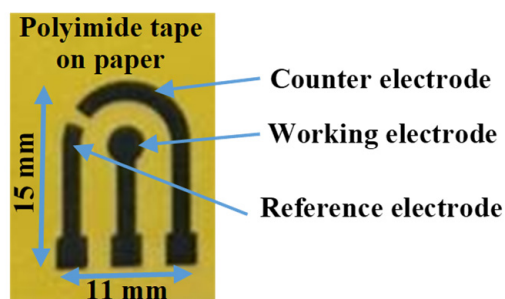 Polyimide tape
on paper
Counter electrode
Working electrode
Reference electrode
15 mm
11 mm